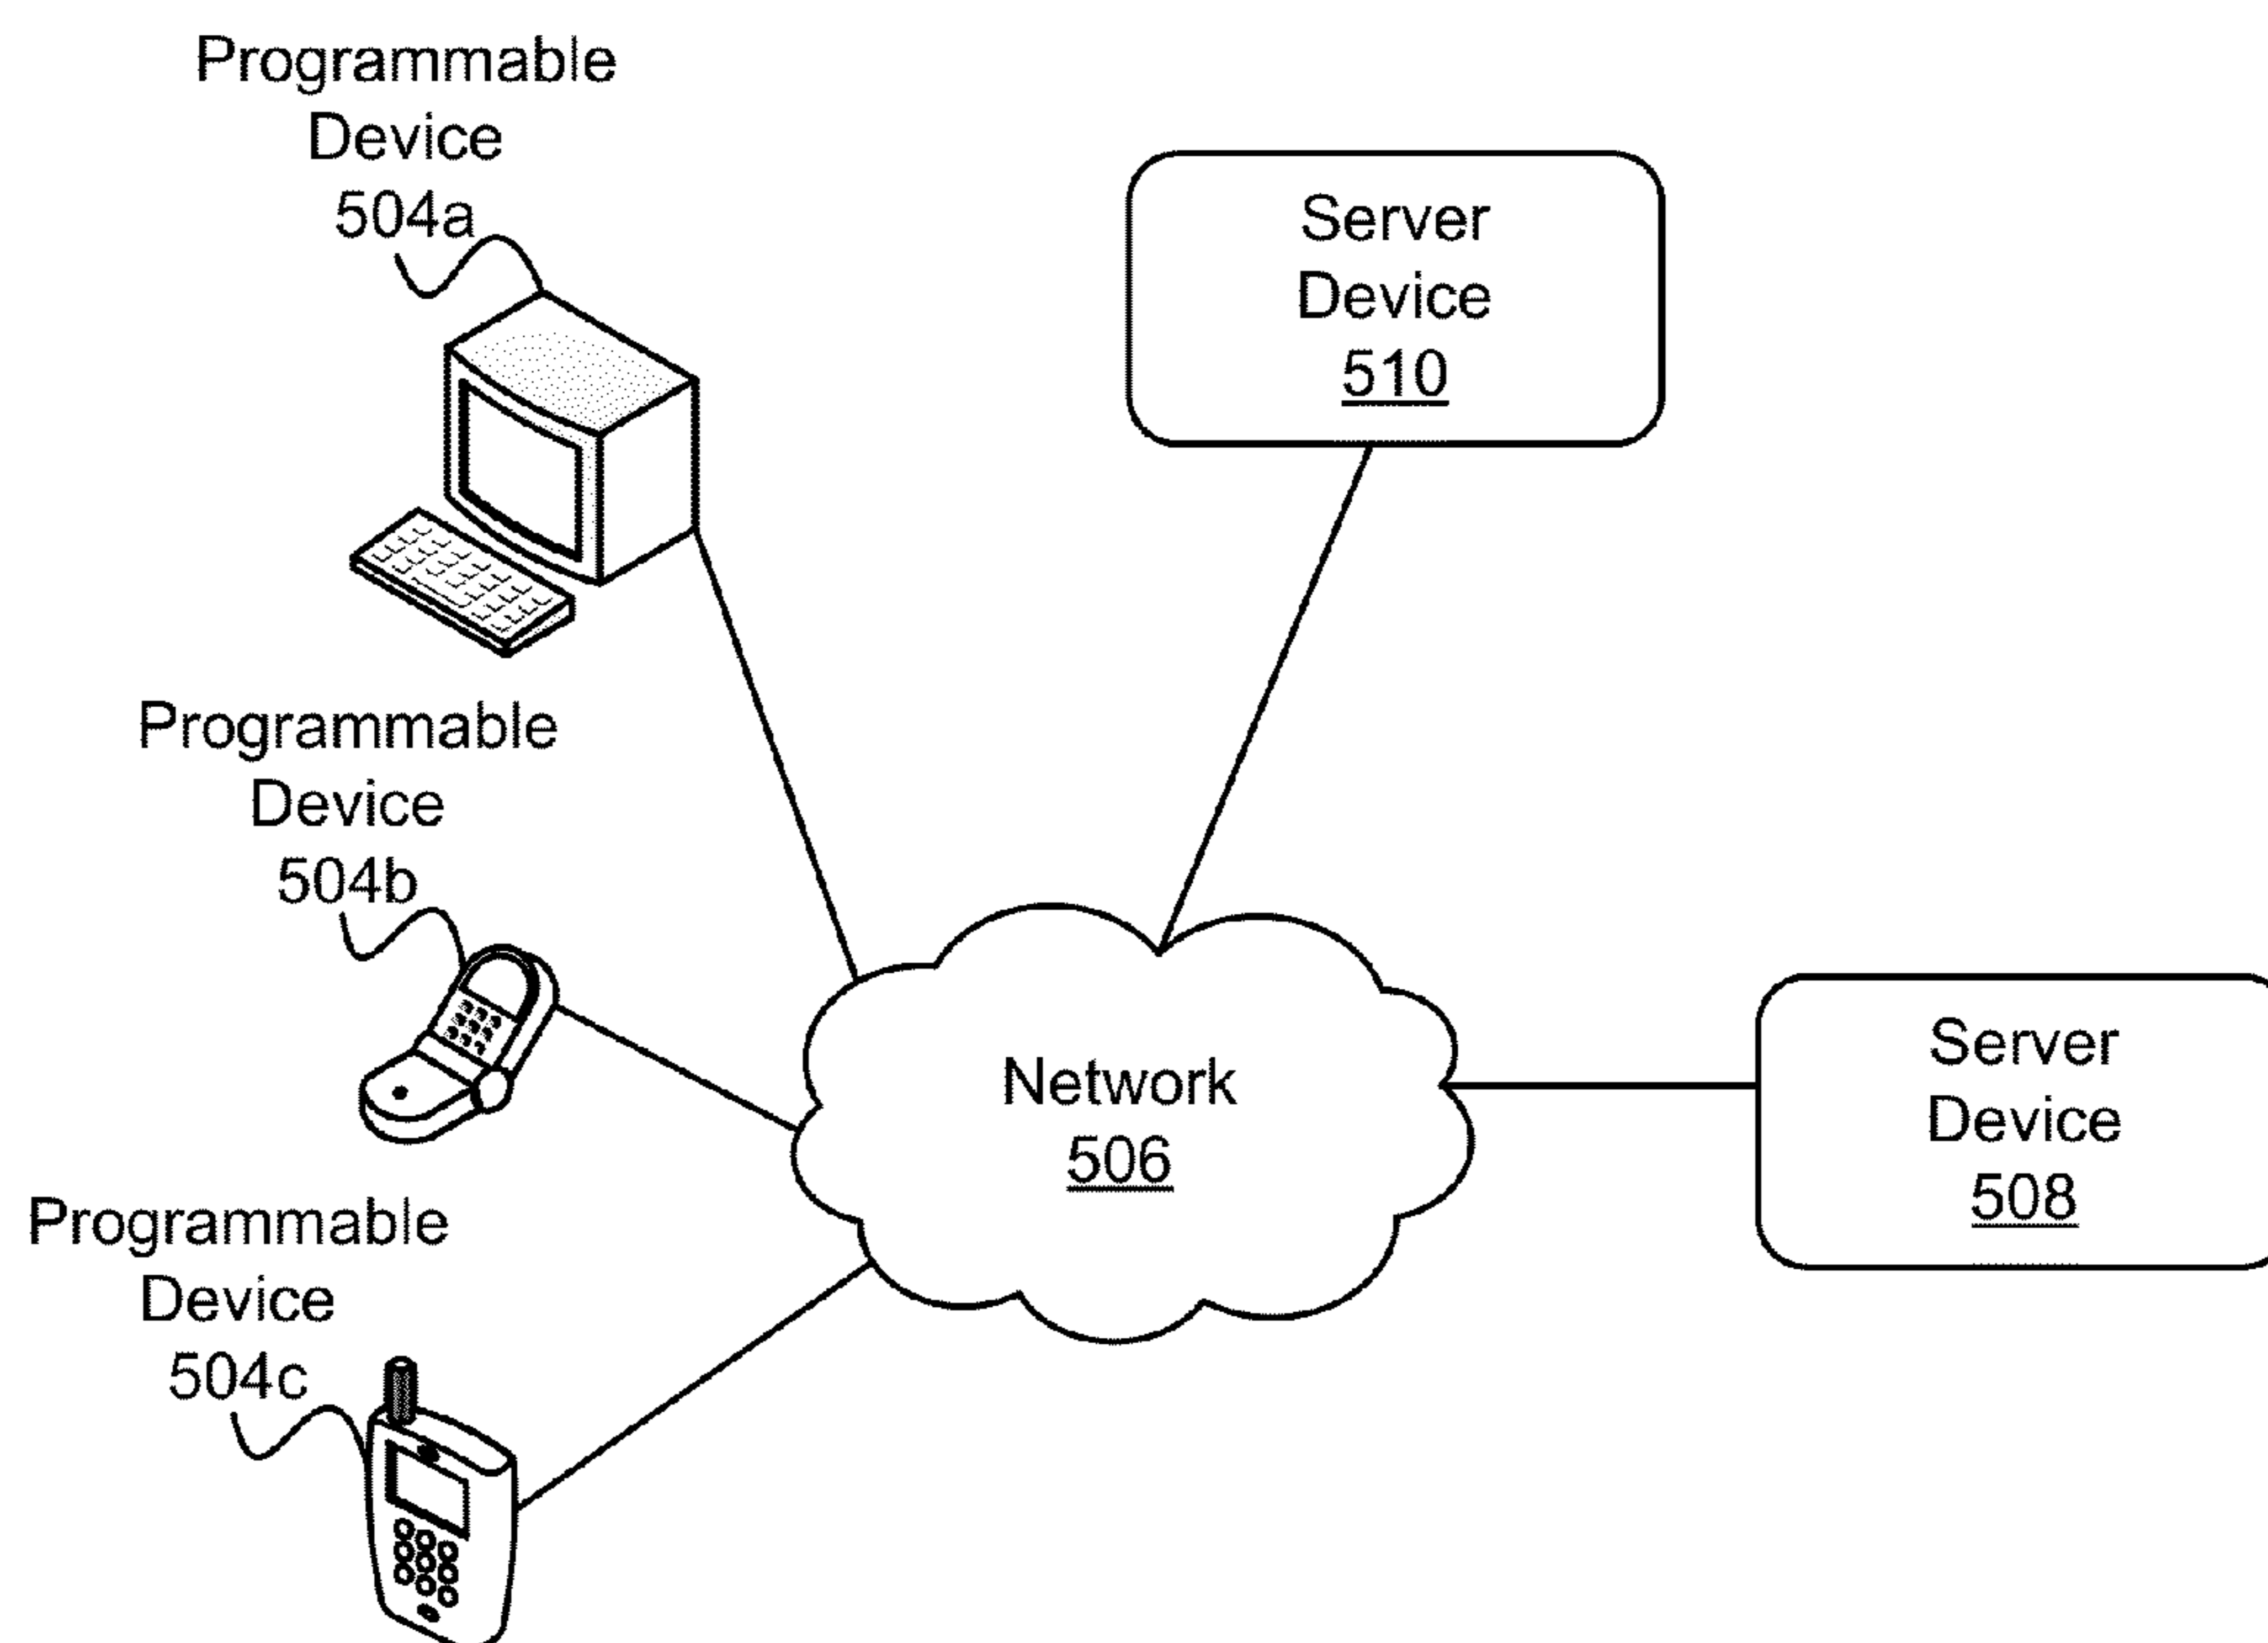 Programmable
Device
504a
Server
Device
510
Programmable
Device
504b
Network
506
Server
Device
508
Programmable
Device
504c